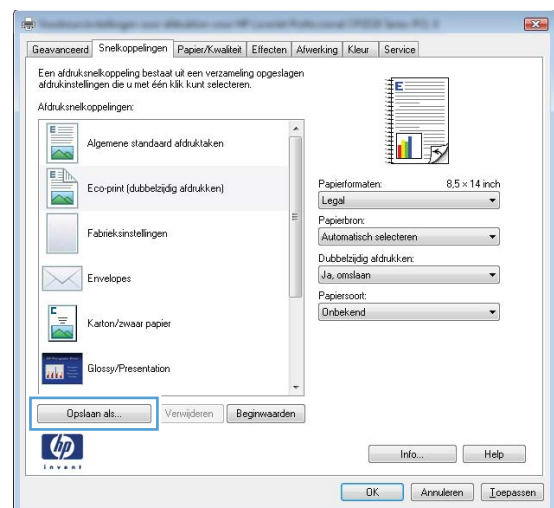 Geavanceerd Snelkoppelingen Papier/Kwaliteit Effecten Afwerking Kleur Service
Een afdruksnelkoppeling bestaat uit een verzameling opgeslagen
afdrukinstellingen die u met één klik kunt selecteren.
Afdruksnelkoppelingen:
Algemene standaard afdruktaken
Eco-print (dubbelzijdig afdrukken)
Fabrieksinstellingen
Envelopes
Karton/zwaar papier
Glossy/Presentation
Opslaan als... Verwijderen Beginwaarden
E
Papierformaten: 8,5 × 14 inch
Legal
Papierbron:
Automatisch selecteren
Dubbelzijdig afdrukken:
Ja, omslaan
Papiersoort:
Onbekend
hp
invent
Info... Help
OK Annuleren Toepassen